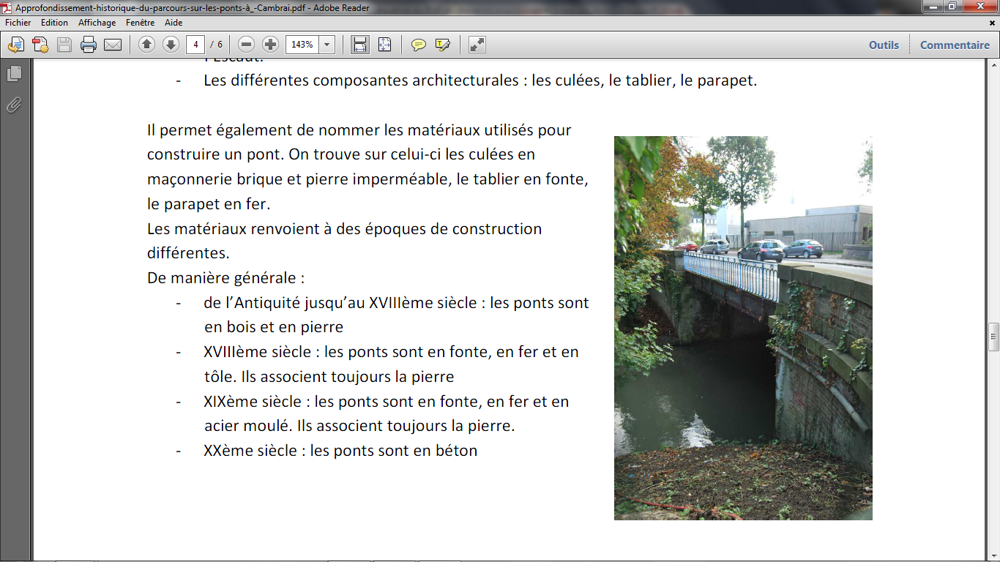 Approfondissement-historique-du-parcours-sur-les-ponts-à_-Cambrai.pdf - Adobe Reader
Fichier Edition Affichage Fenêtre Aide
4 / 6 143% Outils Commentaire
l'Escaut.
- Les différentes composantes architecturales : les culées, le tablier, le parapet.
Il permet également de nommer les matériaux utilisés pour
construire un pont. On trouve sur celui-ci les culées en
maçonnerie brique et pierre imperméable, le tablier en fonte,
le parapet en fer.
Les matériaux renvoient à des époques de construction
différentes.
De manière générale :
- de l'Antiquité jusqu'au XVIIIème siècle : les ponts sont
en bois et en pierre
- XVIIIème siècle : les ponts sont en fonte, en fer et en
tôle. Ils associent toujours la pierre
- XIXème siècle : les ponts sont en fonte, en fer et en
acier moulé. Ils associent toujours la pierre.
- XXème siècle : les ponts sont en béton